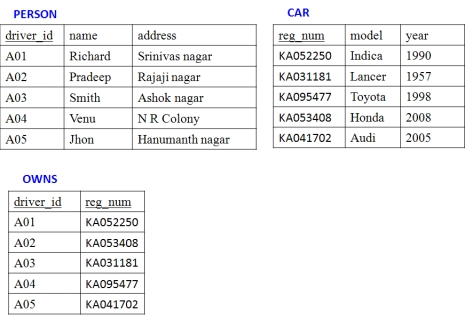 PERSON
driver_id name address
A01 Richard Srinivas nagar
A02 Pradeep Rajaji nagar
A03 Smith Ashok nagar
A04 Venu N R Colony
A05 Jhon Hanumanth nagar
CAR
reg_num model year
KA052250 Indica 1990
KA031181 Lancer 1957
KA095477 Toyota 1998
KA053408 Honda 2008
KA041702 Audi 2005
OWNS
driver_id reg_num
A01 KA052250
A02 KA053408
A03 KA031181
A04 KA095477
A05 KA041702